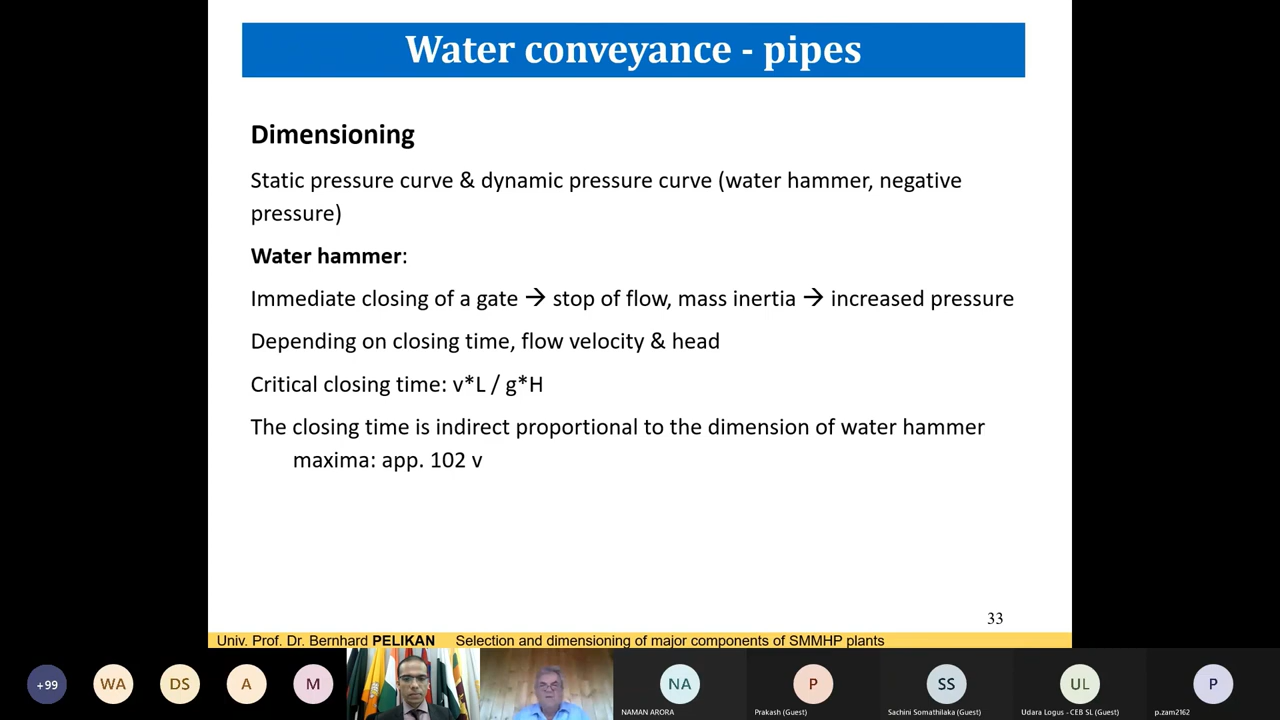 Water conveyance - pipes
Dimensioning
Static pressure curve & dynamic pressure curve (water hammer, negative
pressure)
Water hammer:
Immediate closing of a gate → stop of flow, mass inertia → increased pressure
Depending on closing time, flow velocity & head
Critical closing time: v*L / g*H
The closing time is indirect proportional to the dimension of water hammer
maxima: app. 102 v
33
Univ. Prof. Dr. Bernhard PELIKAN Selection and dimensioning of major components of SMMHP plants
+99 WA DS A M NA P SS UL P
NAMAN ARORA Prakash (Guest) Sachini Somathilaka (Guest) Udara Logus - CEB SL (Guest) p.zam2162